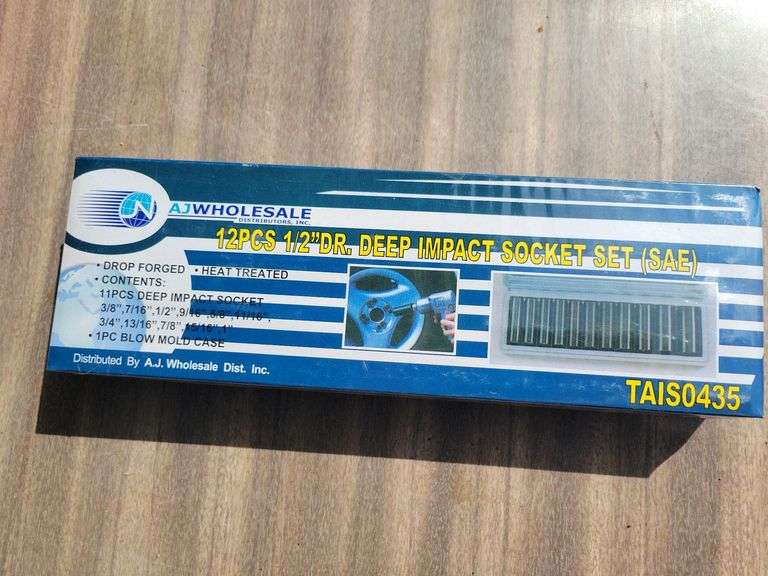 AJWHOLESALE
DISTRIBUTORS, INC
12PCS 1/2"DR. DEEP IMPACT SOCKET SET (SAE)
• DROP FORGED • HEAT TREATED
• CONTENTS:
11PCS DEEP IMPACT SOCKET
3/8",7/16",1/2",9/16",5/8",11/16",
3/4",13/16",7/8",15/16",1"
• 1PC BLOW MOLD CASE
Distributed By A.J. Wholesale Dist. Inc.
TAIS0435